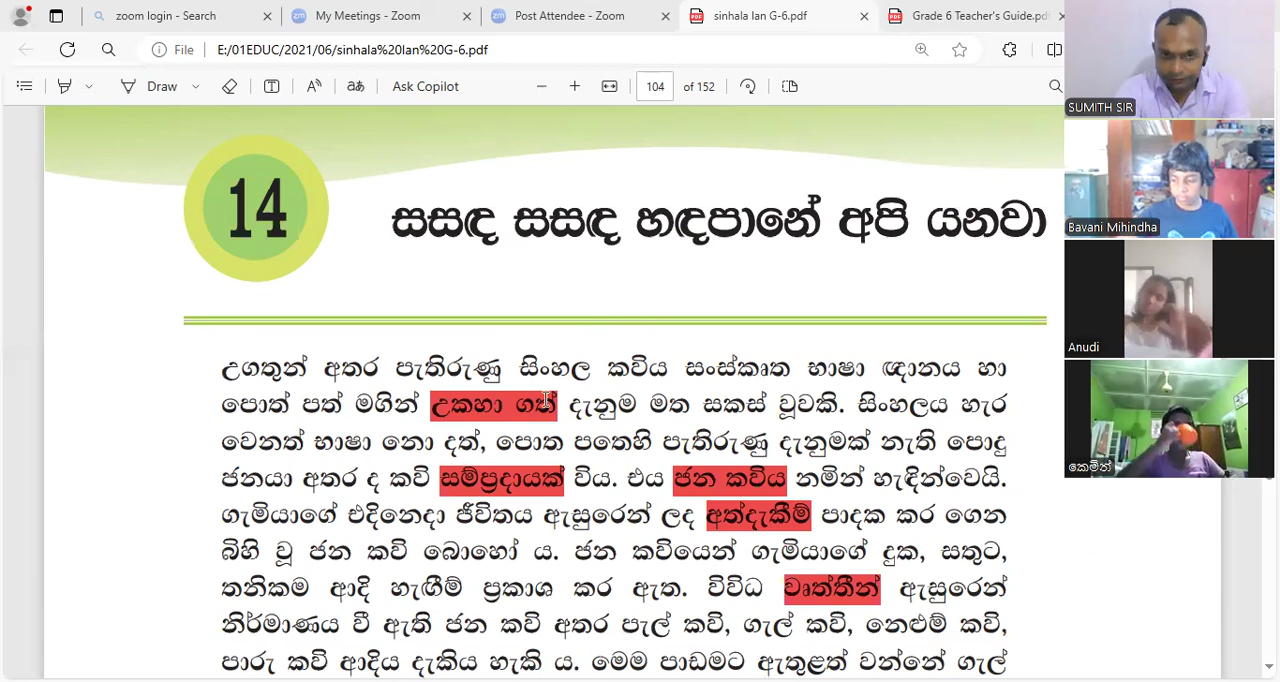 zoom login - Search
My Meetings - Zoom
Post Attendee - Zoom
sinhala lan G-6.pdf
Grade 6 Teacher's Guide.pdf
File E:/01EDUC/2021/06/sinhala%20lan%20G-6.pdf
Draw aあ Ask Copilot 104 of 152
14
සසඳ සසඳ හඳපානේ අපි යනවා
උගතුන් අතර පැතිරුණු සිංහල කවිය සංස්කෘත භාෂා ඥානය හා
පොත් පත් මගින් උකහා ගත් දැනුම මත සකස් වූවකි. සිංහලය හැර
වෙනත් භාෂා නො දත්, පොත පතෙහි පැතිරුණු දැනුමක් නැති පොදු
ජනයා අතර ද කවි සම්ප්‍රදායක් විය. එය ජන කවිය නමින් හැඳින්වෙයි.
ගැමියාගේ එදිනෙදා ජීවිතය ඇසුරෙන් ලද අත්දැකීම් පාදක කර ගෙන
බිහි වූ ජන කවි බොහෝ ය. ජන කවියෙන් ගැමියාගේ දුක, සතුට,
තනිකම ආදි හැඟීම් ප්‍රකාශ කර ඇත. විවිධ වෘත්තීන් ඇසුරෙන්
නිර්මාණය වී ඇති ජන කවි අතර පැල් කවි, ගැල් කවි, නෙළුම් කවි,
පාරු කවි ආදිය දැකිය හැකි ය. මෙම පාඩමට ඇතුළත් වන්නේ ගැල්
SUMITH SIR
Bavani Mihindha
Anudi
කෙමින්